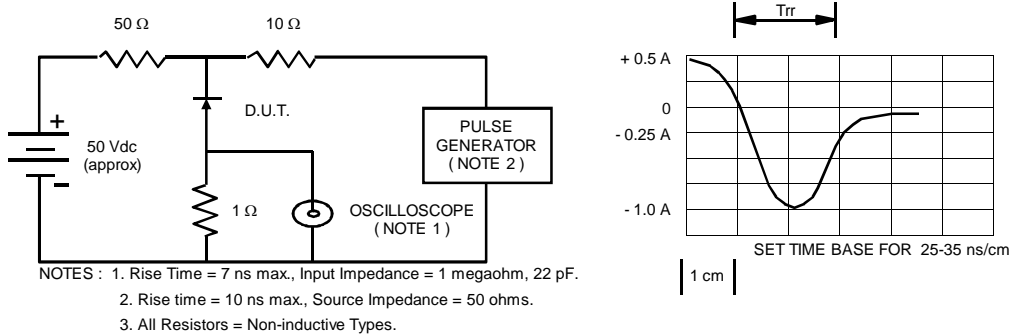 50 Ω
10 Ω
D.U.T.
+
50 Vdc
(approx)
−
1 Ω
PULSE
GENERATOR
( NOTE 2 )
OSCILLOSCOPE
( NOTE 1 )
NOTES : 1. Rise Time = 7 ns max., Input Impedance = 1 megaohm, 22 pF.
2. Rise time = 10 ns max., Source Impedance = 50 ohms.
3. All Resistors = Non-inductive Types.
Trr
+ 0.5 A
0
- 0.25 A
- 1.0 A
SET TIME BASE FOR 25-35 ns/cm
1 cm